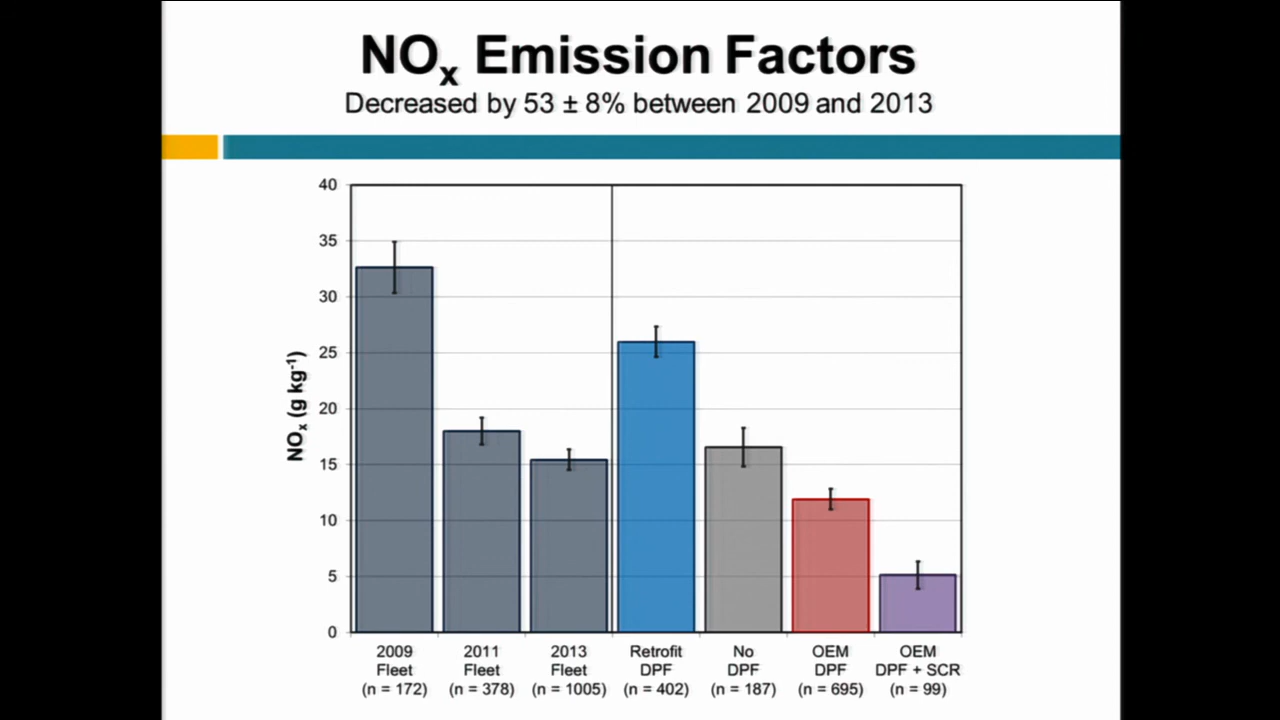 NOx Emission Factors
Decreased by 53 ± 8% between 2009 and 2013
NOx (g kg-1)
40
35
30
25
20
15
10
5
0
2009 Fleet (n = 172)
2011 Fleet (n = 378)
2013 Fleet (n = 1005)
Retrofit DPF (n = 402)
No DPF (n = 187)
OEM DPF (n = 695)
OEM DPF + SCR (n = 99)